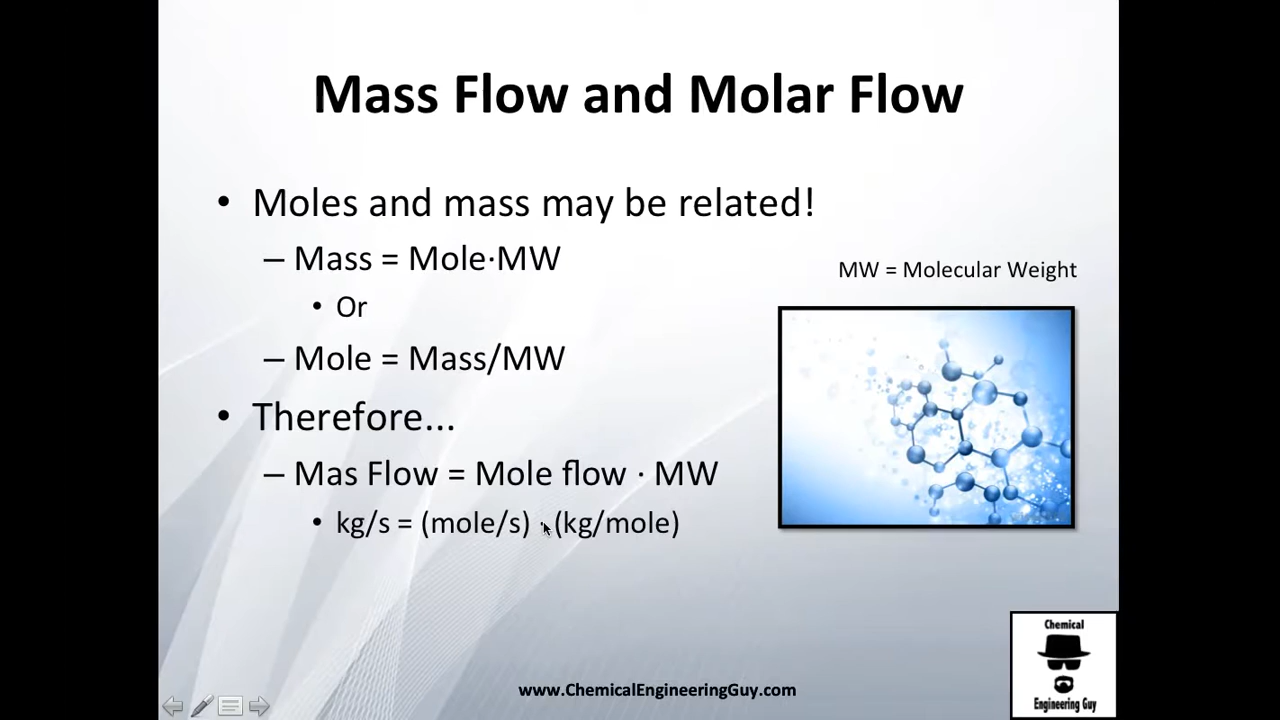 Mass Flow and Molar Flow
• Moles and mass may be related!
– Mass = Mole·MW
MW = Molecular Weight
• Or
– Mole = Mass/MW
• Therefore...
– Mas Flow = Mole flow · MW
• kg/s = (mole/s) · (kg/mole)
www.ChemicalEngineeringGuy.com
Chemical
Engineering Guy